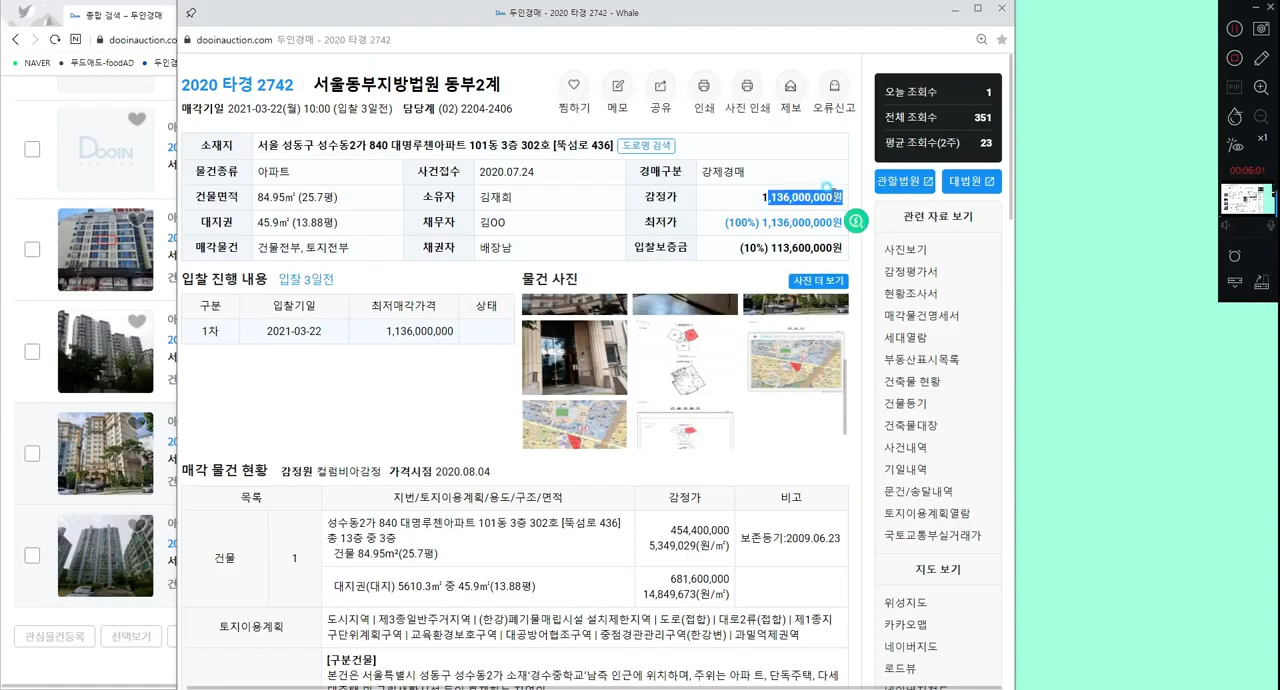 종합 검색 – 두인경매
두인경매 - 2020 타경 2742 - Whale
dooinauction.co
dooinauction.com 두인경매 - 2020 타경 2742
NAVER
푸드애드-foodAD
두인경
DOOIN
2020 타경 2742 서울동부지방법원 동부2계
매각기일 2021-03-22(월) 10:00 (입찰 3일전) 담당계 (02) 2204-2406
찜하기 메모 공유 인쇄 사진 인쇄 제보 오류신고
소재지 서울 성동구 성수동2가 840 대명루첸아파트 101동 3층 302호 [뚝섬로 436] 도로명 검색
물건종류 아파트 사건접수 2020.07.24 경매구분 강제경매
건물면적 84.95㎡ (25.7평) 소유자 김재희 감정가 1,136,000,000원
대지권 45.9㎡ (13.88평) 채무자 김OO 최저가 (100%) 1,136,000,000원
매각물건 건물전부, 토지전부 채권자 배장남 입찰보증금 (10%) 113,600,000원
입찰 진행 내용 입찰 3일전
구분 입찰기일 최저매각가격 상태
1차 2021-03-22 1,136,000,000
물건 사진 사진 더 보기
매각 물건 현황 감정원 컬럼비아감정 가격시점 2020.08.04
목록 지번/토지이용계획/용도/구조/면적 감정가 비고
건물 1
성수동2가 840 대명루첸아파트 101동 3층 302호 [뚝섬로 436]
총 13층 중 3층
건물 84.95m²(25.7평)
454,400,000
5,349,029(원/㎡)
보존등기:2009.06.23
대지권(대지) 5610.3㎡ 중 45.9㎡(13.88평)
681,600,000
14,849,673(원/㎡)
토지이용계획
도시지역 | 제3종일반주거지역 | (한강)폐기물매립시설 설치제한지역 | 도로(접합) | 대로2류(접합) | 제1종지
구단위계획구역 | 교육환경보호구역 | 대공방어협조구역 | 중점경관관리구역(한강변) | 과밀억제권역
[구분건물]
본건은 서울특별시 성동구 성수동2가 소재'경수중학교'남측 인근에 위치하며, 주위는 아파트, 단독주택, 다세
오늘 조회수 1
전체 조회수 351
평균 조회수(2주) 23
관할법원
대법원
관련 자료 보기
사진보기
감정평가서
현황조사서
매각물건명세서
세대열람
부동산표시목록
건축물 현황
건물등기
건축물대장
사건내역
기일내역
문건/송달내역
토지이용계획열람
국토교통부실거래가
지도 보기
위성지도
카카오맵
네이버지도
로드뷰
관심물건등록
선택보기
PIP
x1
00:05:01